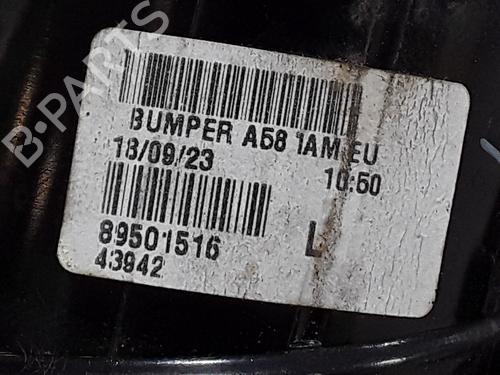 BUMPER A58 1AM EU
18/09/23 10:50
89501516 L
43942
B-PARTS